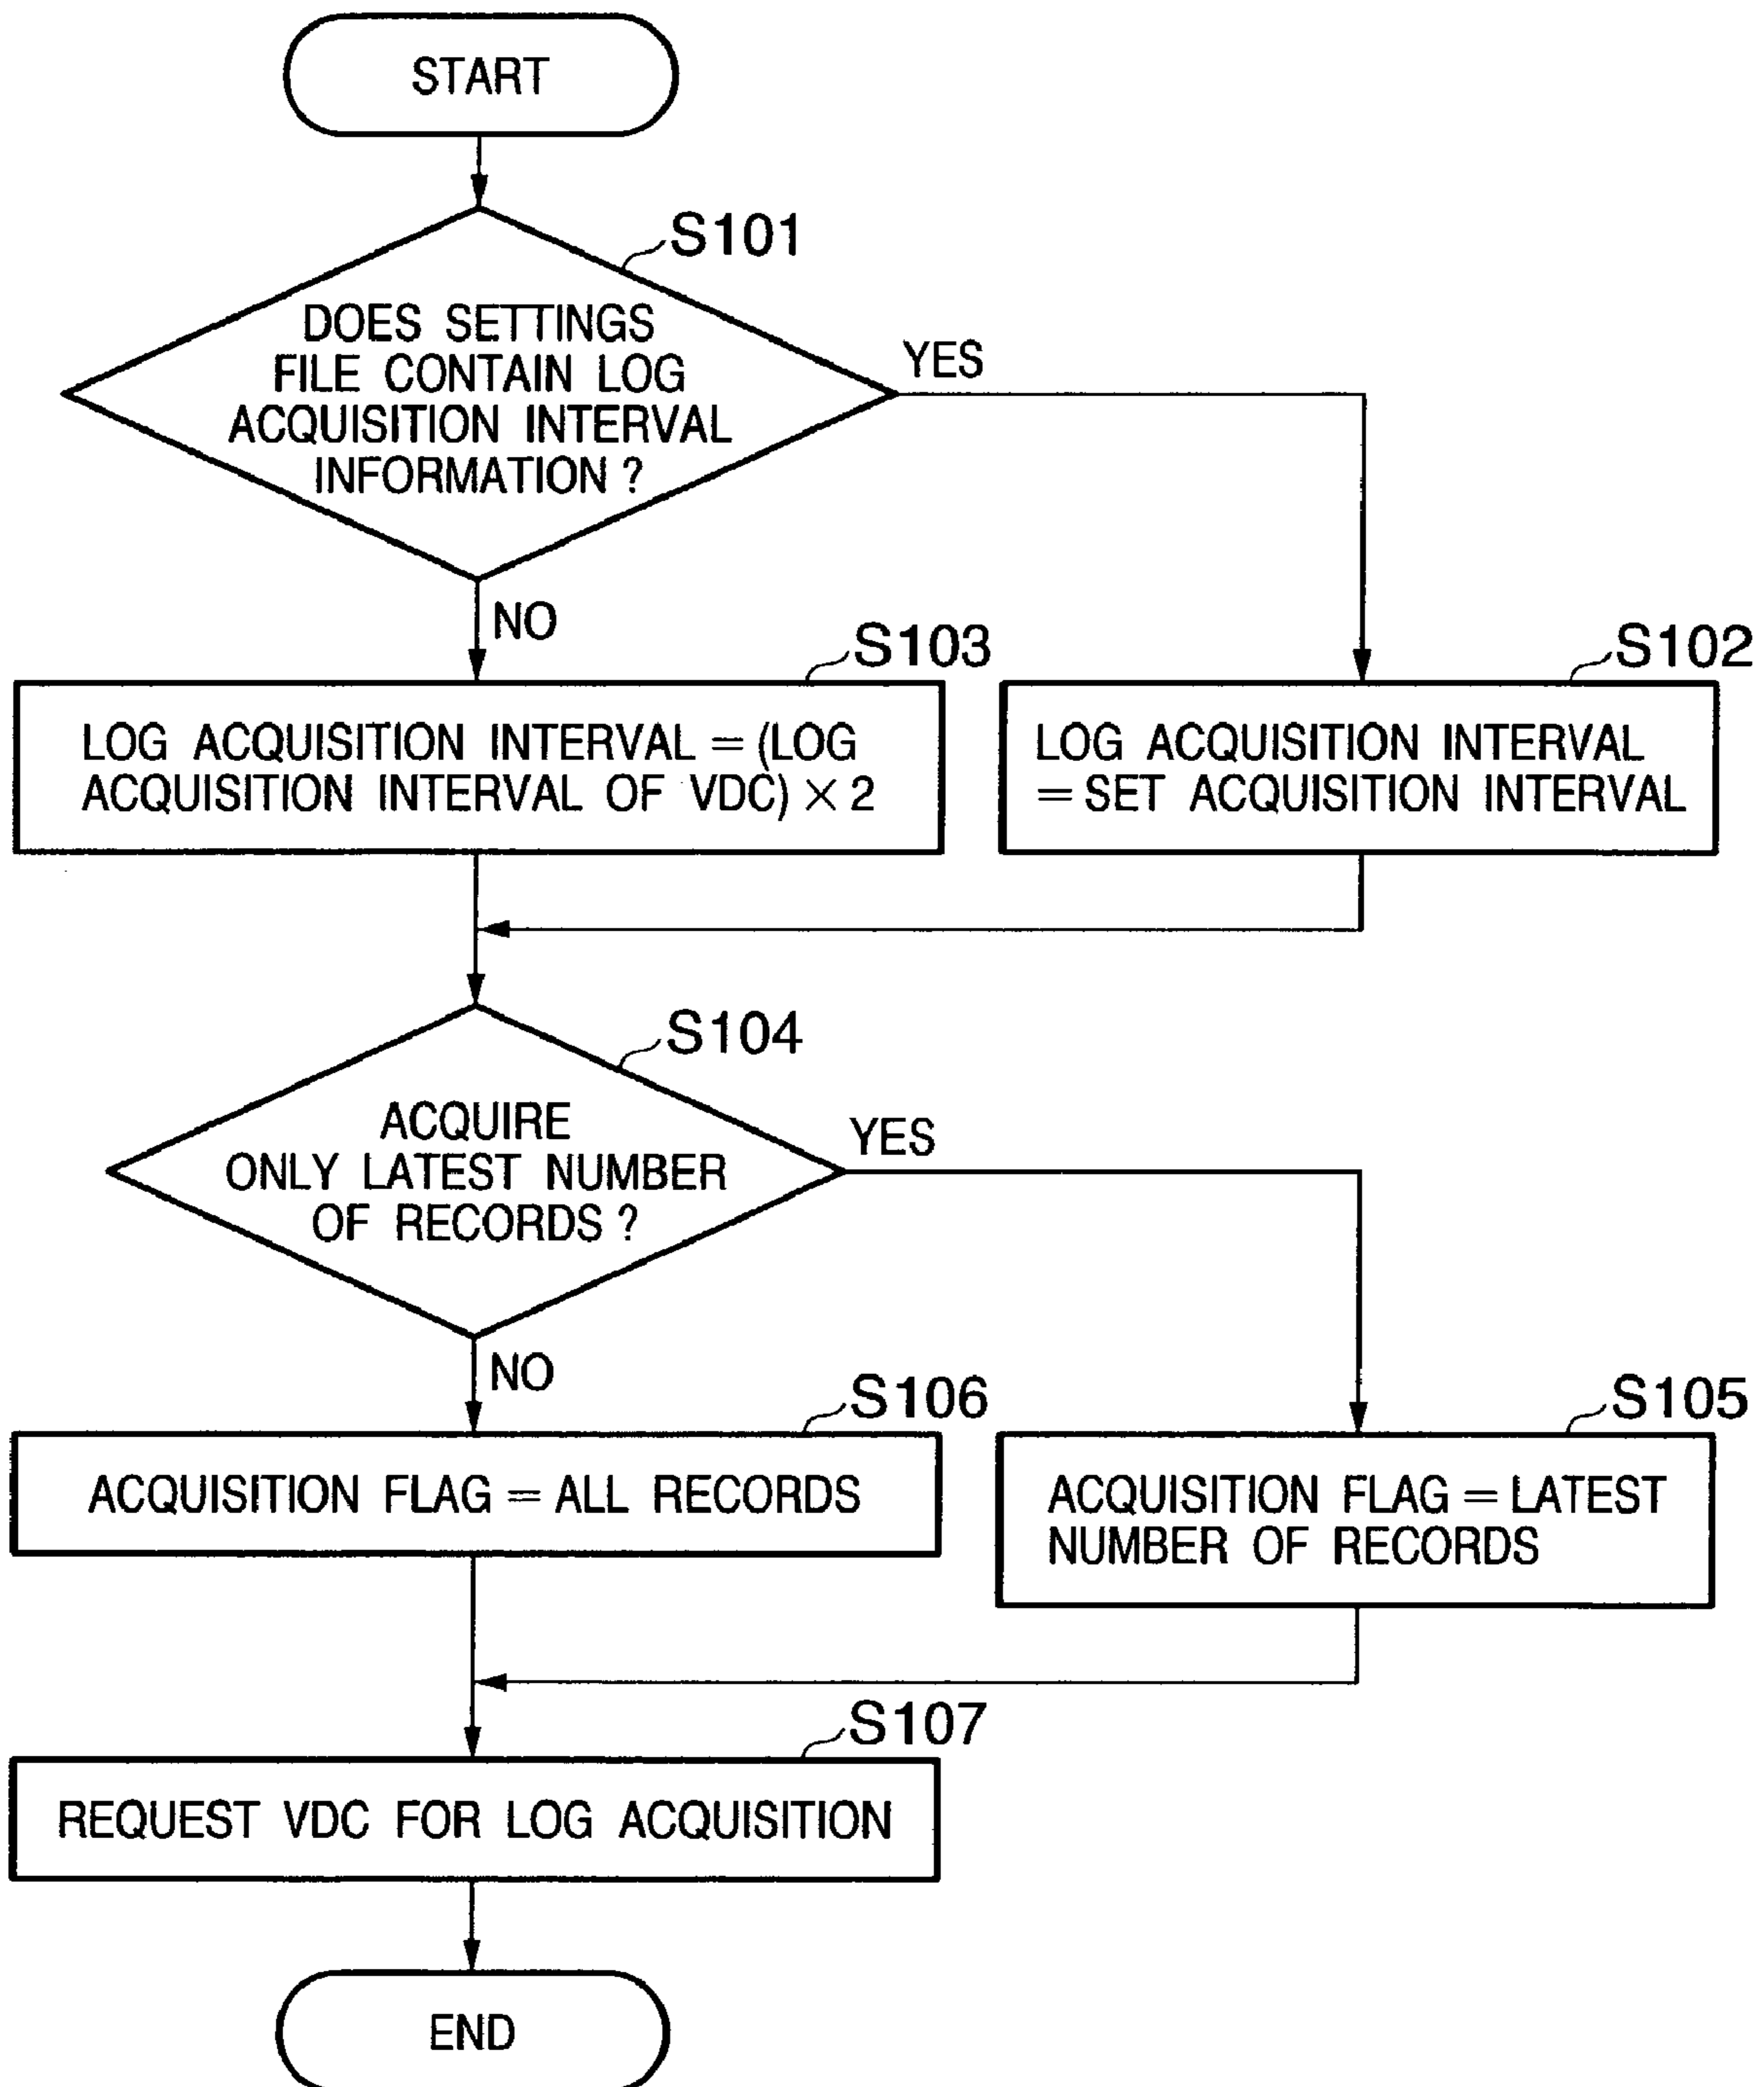 START
S101
DOES SETTINGS
FILE CONTAIN LOG
ACQUISITION INTERVAL
INFORMATION ?
YES
NO
S103
LOG ACQUISITION INTERVAL = (LOG
ACQUISITION INTERVAL OF VDC) × 2
S102
LOG ACQUISITION INTERVAL
= SET ACQUISITION INTERVAL
S104
ACQUIRE
ONLY LATEST NUMBER
OF RECORDS ?
YES
NO
S106
ACQUISITION FLAG = ALL RECORDS
S105
ACQUISITION FLAG = LATEST
NUMBER OF RECORDS
S107
REQUEST VDC FOR LOG ACQUISITION
END